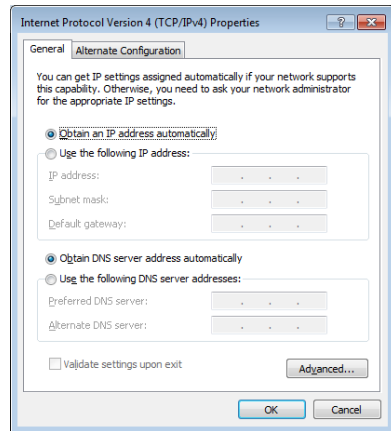 Internet Protocol Version 4 (TCP/IPv4) Properties
General
Alternate Configuration
You can get IP settings assigned automatically if your network supports
this capability. Otherwise, you need to ask your network administrator
for the appropriate IP settings.
Obtain an IP address automatically
Use the following IP address:
IP address:
Subnet mask:
Default gateway:
Obtain DNS server address automatically
Use the following DNS server addresses:
Preferred DNS server:
Alternate DNS server:
Validate settings upon exit
Advanced...
OK
Cancel